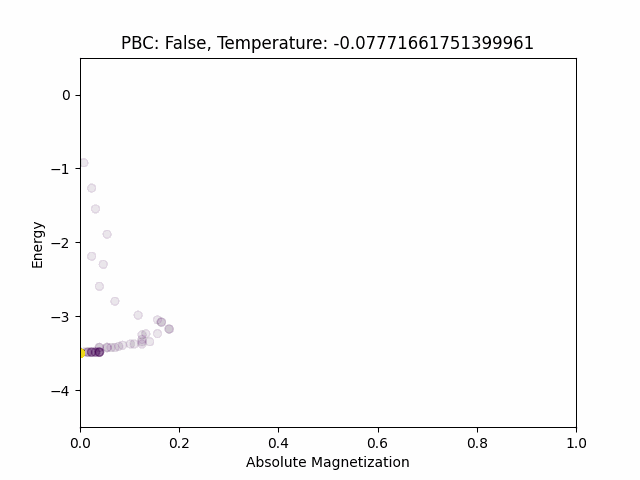 PBC: False, Temperature: -0.07771661751399961
0
−1
−2
−3
−4
Energy
0.0 0.2 0.4 0.6 0.8 1.0
Absolute Magnetization